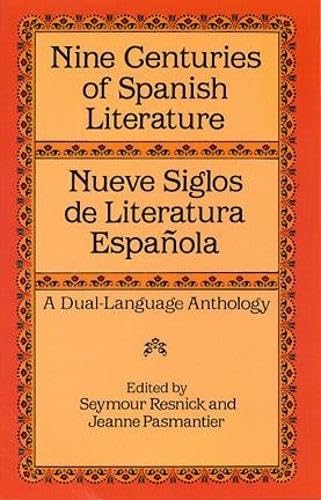 Nine Centuries
of Spanish
Literature
Nueve Siglos
de Literatura
Española
A Dual-Language Anthology
Edited by
Seymour Resnick and
Jeanne Pasmantier